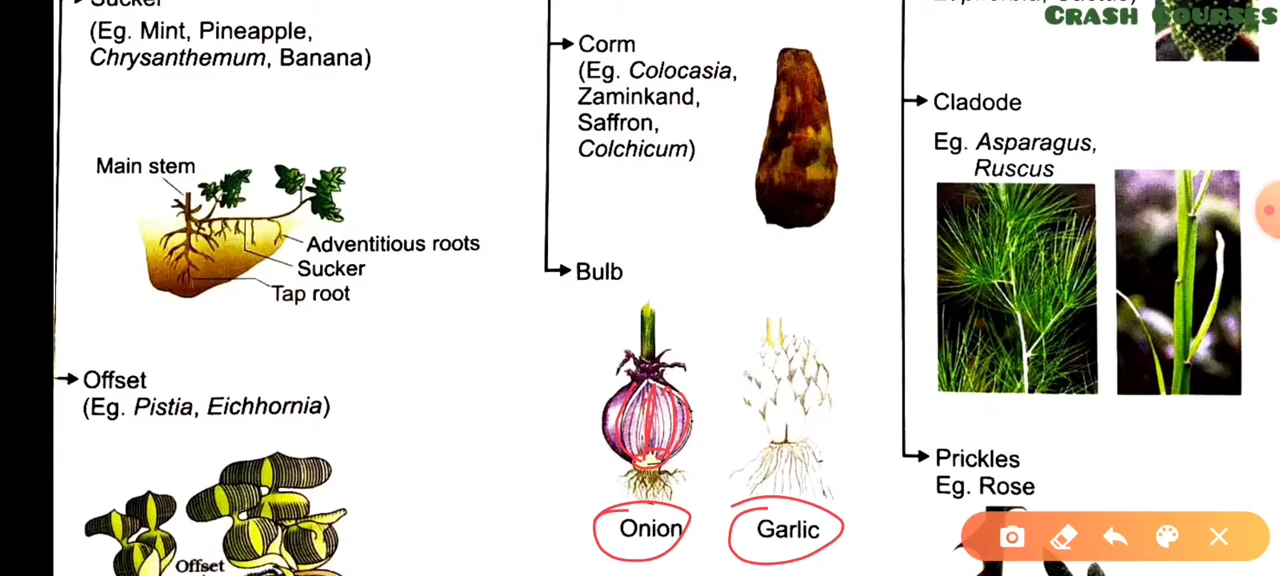 Sucker
(Eg. Mint, Pineapple,
Chrysanthemum, Banana)
Main stem
Adventitious roots
Sucker
Tap root
Offset
(Eg. Pistia, Eichhornia)
Offset
Corm
(Eg. Colocasia,
Zaminkand,
Saffron,
Colchicum)
Bulb
Onion
Garlic
CRASH COURSES
Cladode
Eg. Asparagus,
Ruscus
Prickles
Eg. Rose